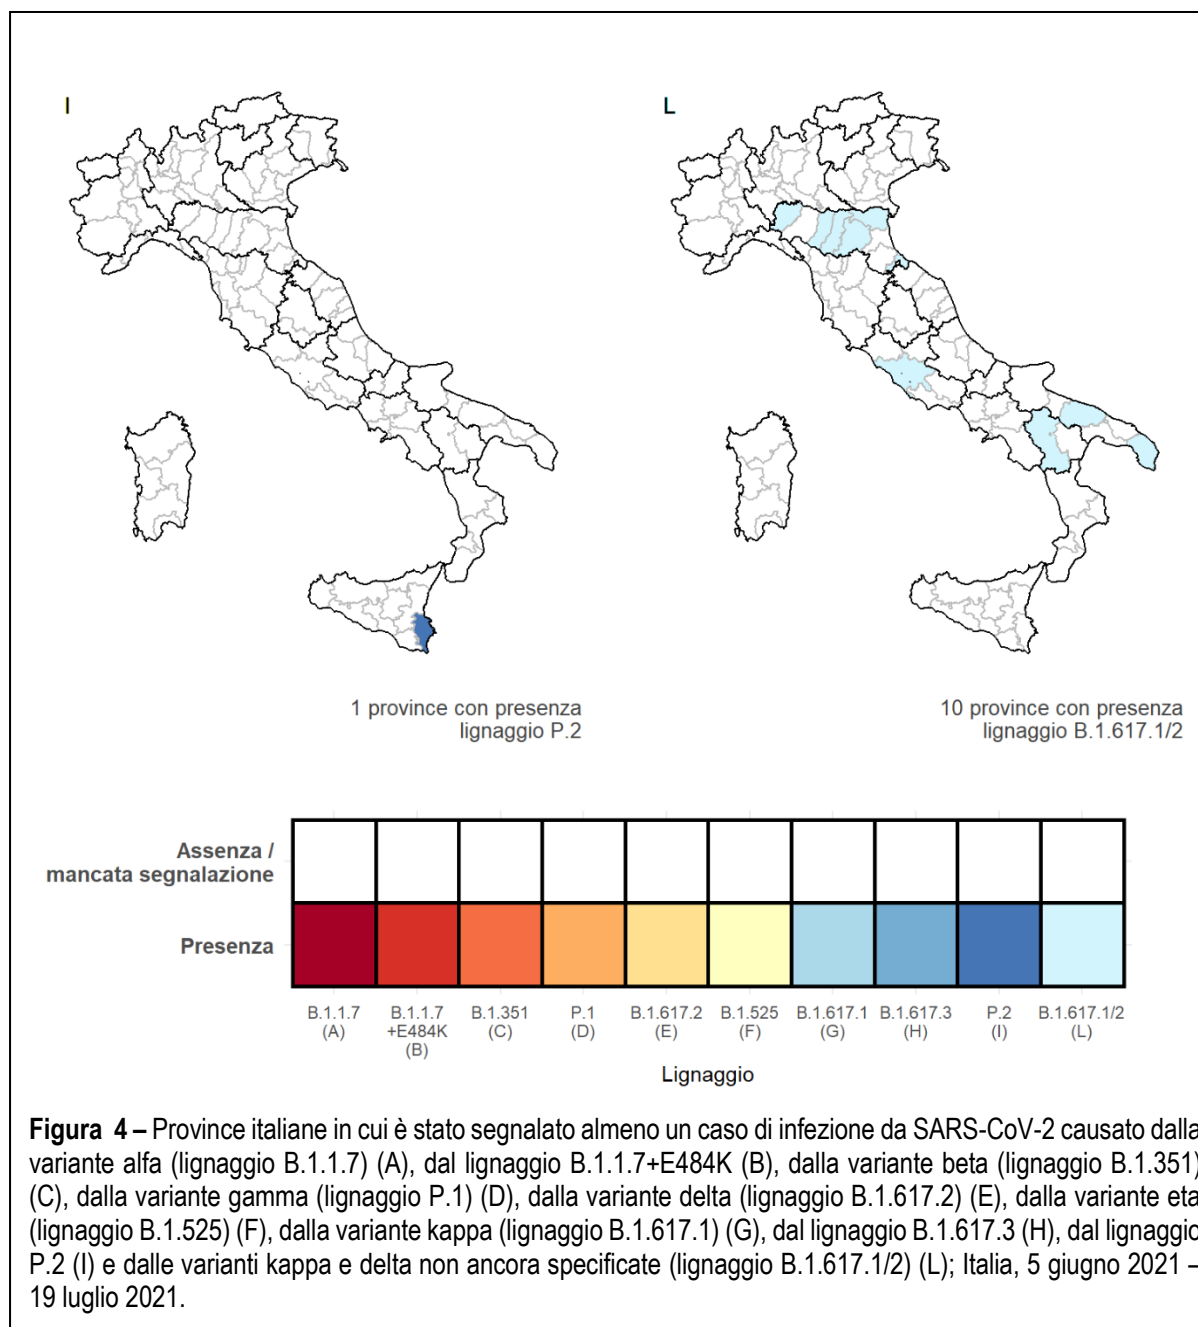 I
L
1 province con presenza
lignaggio P.2
10 province con presenza
lignaggio B.1.617.1/2
Assenza /
mancata segnalazione
Presenza
B.1.1.7
(A)
B.1.1.7
+E484K
(B)
B.1.351
(C)
P.1
(D)
B.1.617.2
(E)
B.1.525
(F)
B.1.617.1
(G)
B.1.617.3
(H)
P.2
(I)
B.1.617.1/2
(L)
Lignaggio
Figura 4 – Province italiane in cui è stato segnalato almeno un caso di infezione da SARS-CoV-2 causato dalla
variante alfa (lignaggio B.1.1.7) (A), dal lignaggio B.1.1.7+E484K (B), dalla variante beta (lignaggio B.1.351)
(C), dalla variante gamma (lignaggio P.1) (D), dalla variante delta (lignaggio B.1.617.2) (E), dalla variante eta
(lignaggio B.1.525) (F), dalla variante kappa (lignaggio B.1.617.1) (G), dal lignaggio B.1.617.3 (H), dal lignaggio
P.2 (I) e dalle varianti kappa e delta non ancora specificate (lignaggio B.1.617.1/2) (L); Italia, 5 giugno 2021 –
19 luglio 2021.